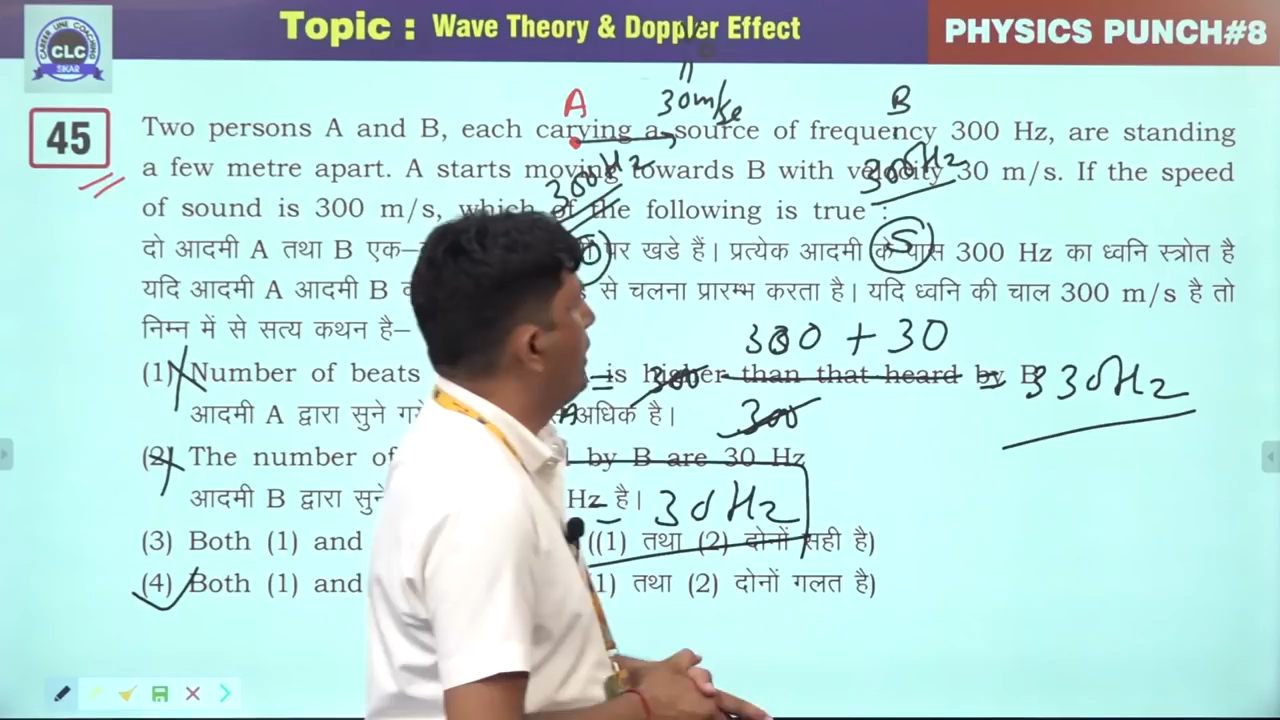 Topic : Wave Theory & Doppler Effect
PHYSICS PUNCH#8
CAREER LINE COACHING
CLC
SIKAR
A
30m/se
B
45
Two persons A and B, each carying a source of frequency 300 Hz, are standing
a few metre apart. A starts moving towards B with velocity 30 m/s. If the speed
300Hz
300Hz
of sound is 300 m/s, which of the following is true :
S
दो आदमी A तथा B एक– पर खडे हैं। प्रत्येक आदमी के पास 300 Hz का ध्वनि स्त्रोत है
यदि आदमी A आदमी B से चलना प्रारम्भ करता है। यदि ध्वनि की चाल 300 m/s है तो
निम्न में से सत्य कथन है–
300 + 30
(1) Number of beats is higher than that heard by B
= 300
= 330Hz
300
आदमी A द्वारा सुने अधिक है।
(2) The number of by B are 30 Hz
आदमी B द्वारा सुने Hz है।
= 30Hz
(3) Both (1) and ((1) तथा (2) दोनों सही है)
(4) Both (1) and (1) तथा (2) दोनों गलत है)